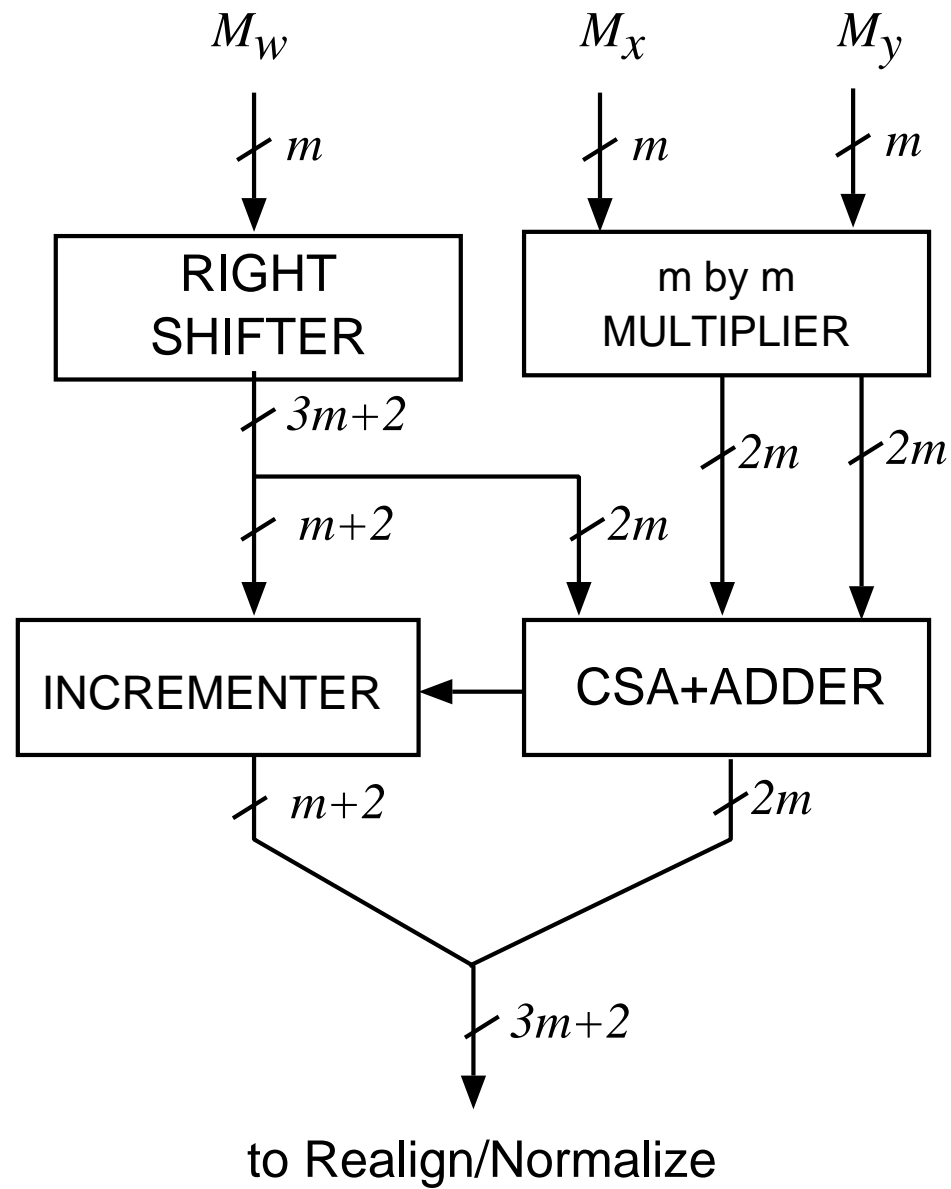 M_w M_x M_y
m m m
RIGHT
SHIFTER
m by m
MULTIPLIER
3m+2
2m 2m
m+2 2m
INCREMENTER CSA+ADDER
m+2 2m
3m+2
to Realign/Normalize